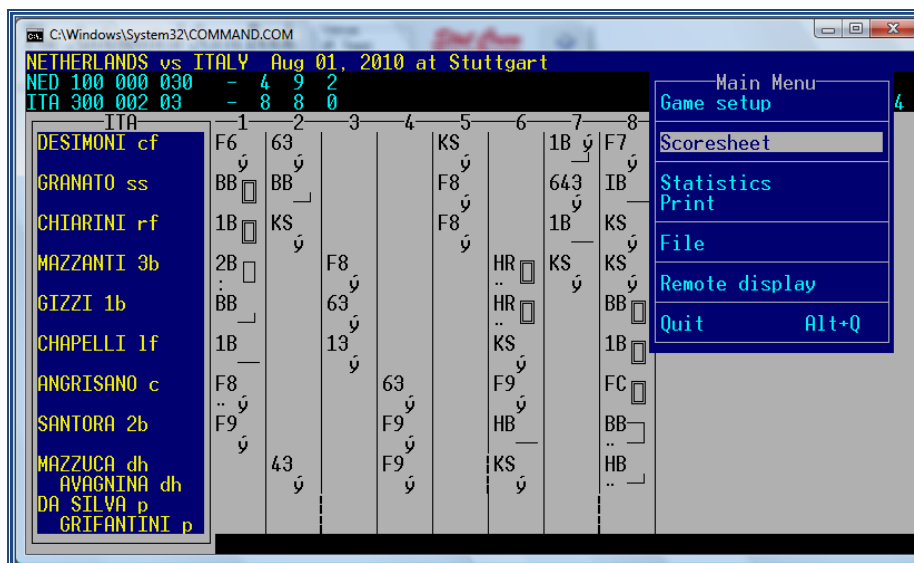 C:\Windows\System32\COMMAND.COM
NETHERLANDS vs ITALY Aug 01, 2010 at Stuttgart
NED 100 000 030 - 4 9 2
ITA 300 002 03 - 8 8 0 4
ITA 1 2 3 4 5 6 7 8
DESIMONI cf F6 ý 63 ý KS ý 1B ý F7 ý
GRANATO ss BB BB F8 ý 643 ý IB
CHIARINI rf 1B KS ý F8 ý 1B KS ý
MAZZANTI 3b 2B : F8 ý HR .. KS ý KS ý
GIZZI 1b BB 63 ý HR .. BB
CHAPELLI lf 1B 13 ý KS ý 1B
ANGRISANO c F8 .. ý 63 ý F9 ý FC
SANTORA 2b F9 ý F9 ý HB BB ..
MAZZUCA dh 43 ý F9 ý KS ý HB ..
AVAGNINA dh
DA SILVA p
GRIFANTINI p
Main Menu
Game setup
Scoresheet
Statistics
Print
File
Remote display
Quit Alt+Q